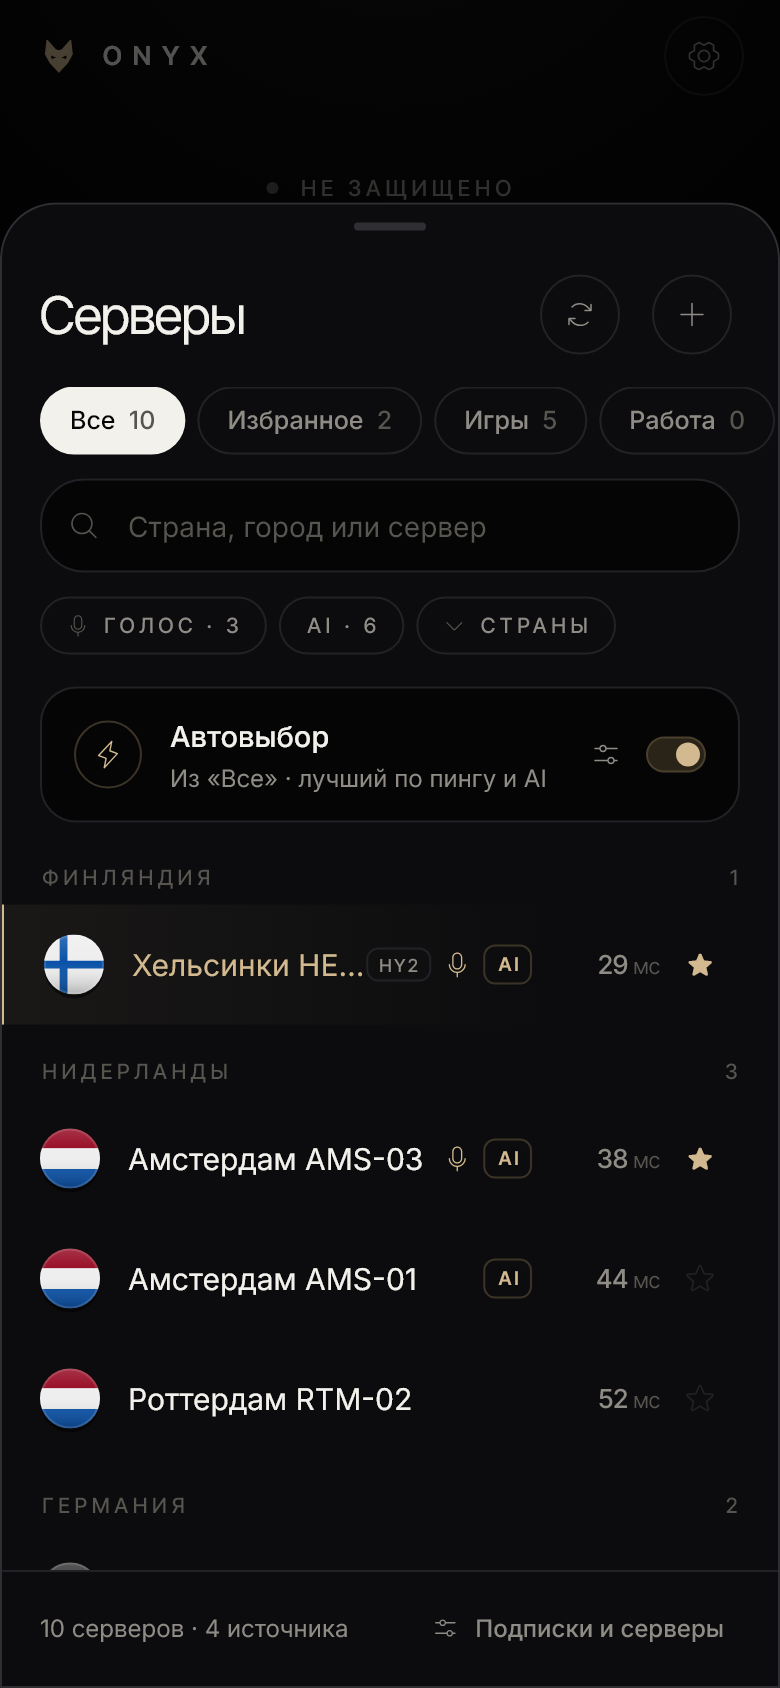 ONYX
НЕ ЗАЩИЩЕНО
Серверы
Все 10 Избранное 2 Игры 5 Работа 0
Страна, город или сервер
ГОЛОС · 3 AI · 6 СТРАНЫ
Автовыбор
Из «Все» · лучший по пингу и AI
ФИНЛЯНДИЯ 1
Хельсинки HE... HY2 AI 29 мс
НИДЕРЛАНДЫ 3
Амстердам AMS-03 AI 38 мс
Амстердам AMS-01 AI 44 мс
Роттердам RTM-02 52 мс
ГЕРМАНИЯ 2
10 серверов · 4 источника Подписки и серверы